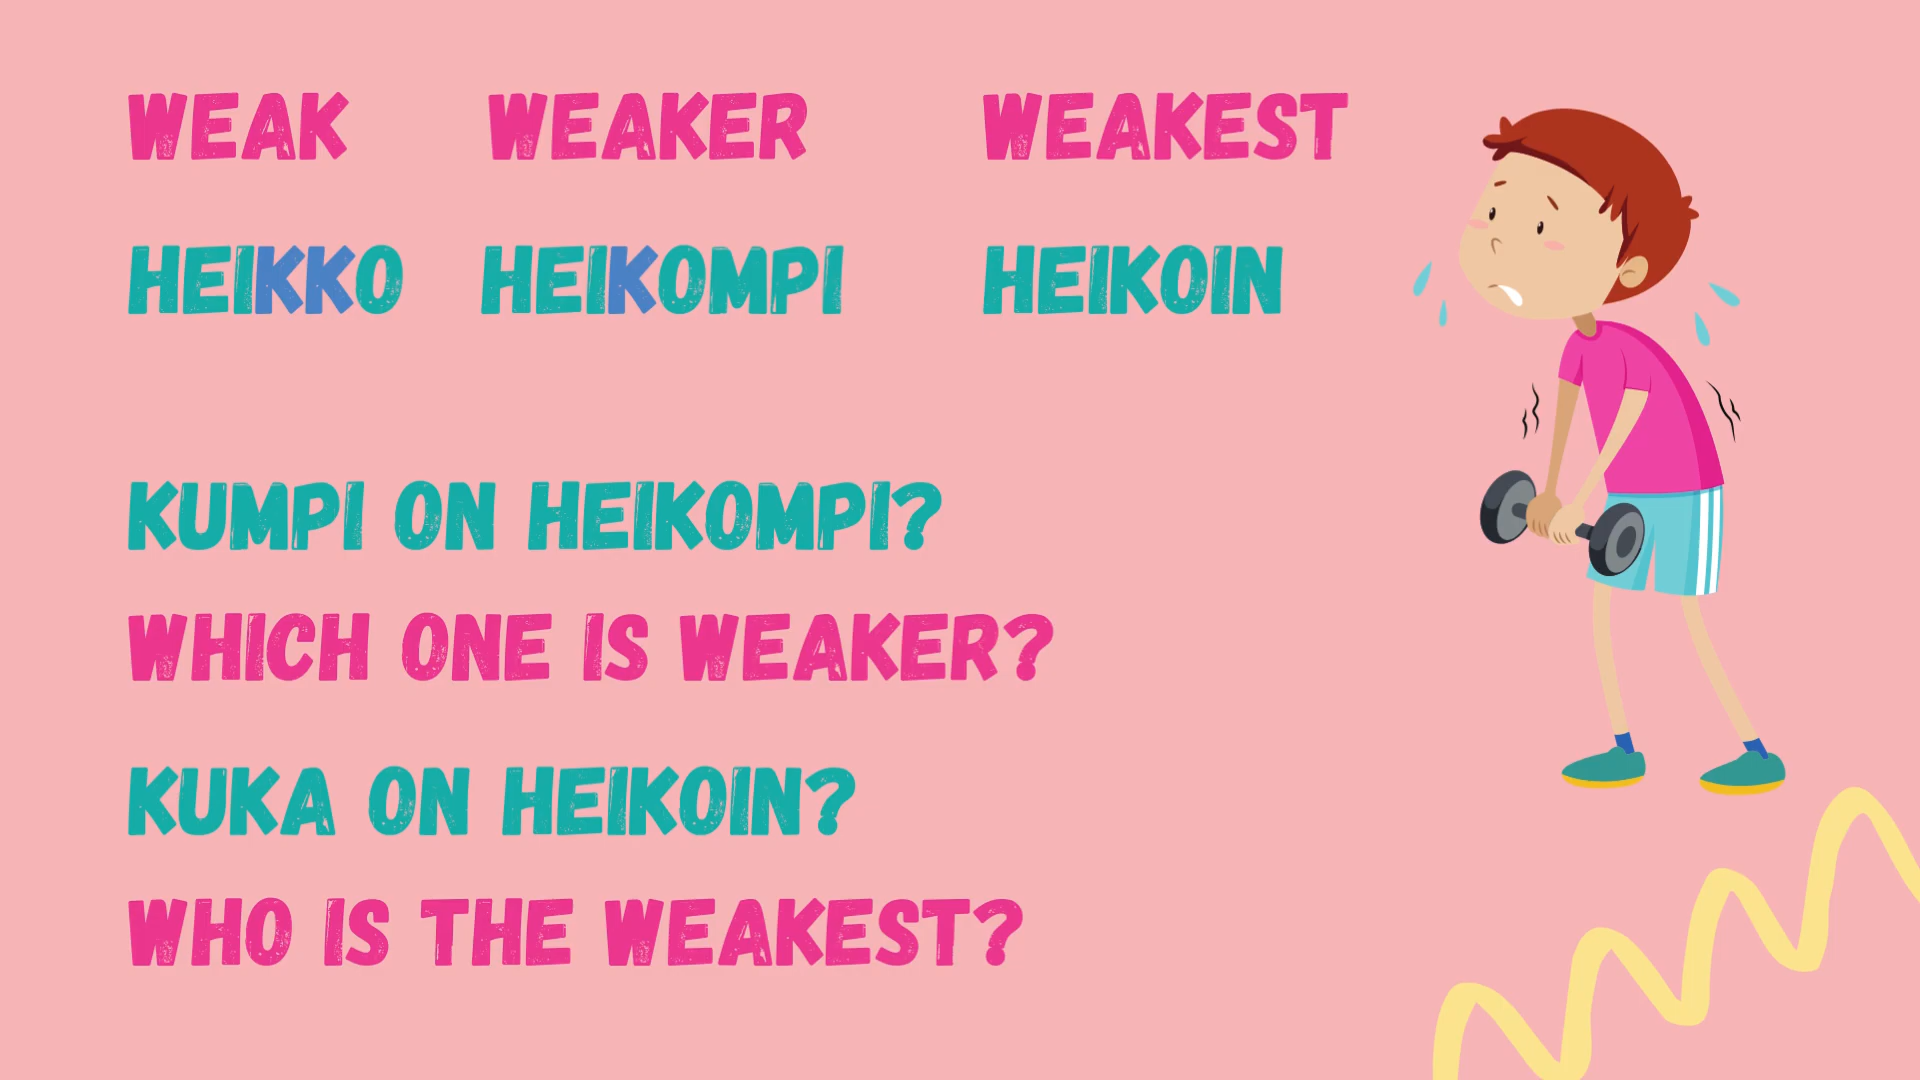 WEAK WEAKER WEAKEST
HEIKKO HEIKOMPI HEIKOIN
KUMPI ON HEIKOMPI?
WHICH ONE IS WEAKER?
KUKA ON HEIKOIN?
WHO IS THE WEAKEST?